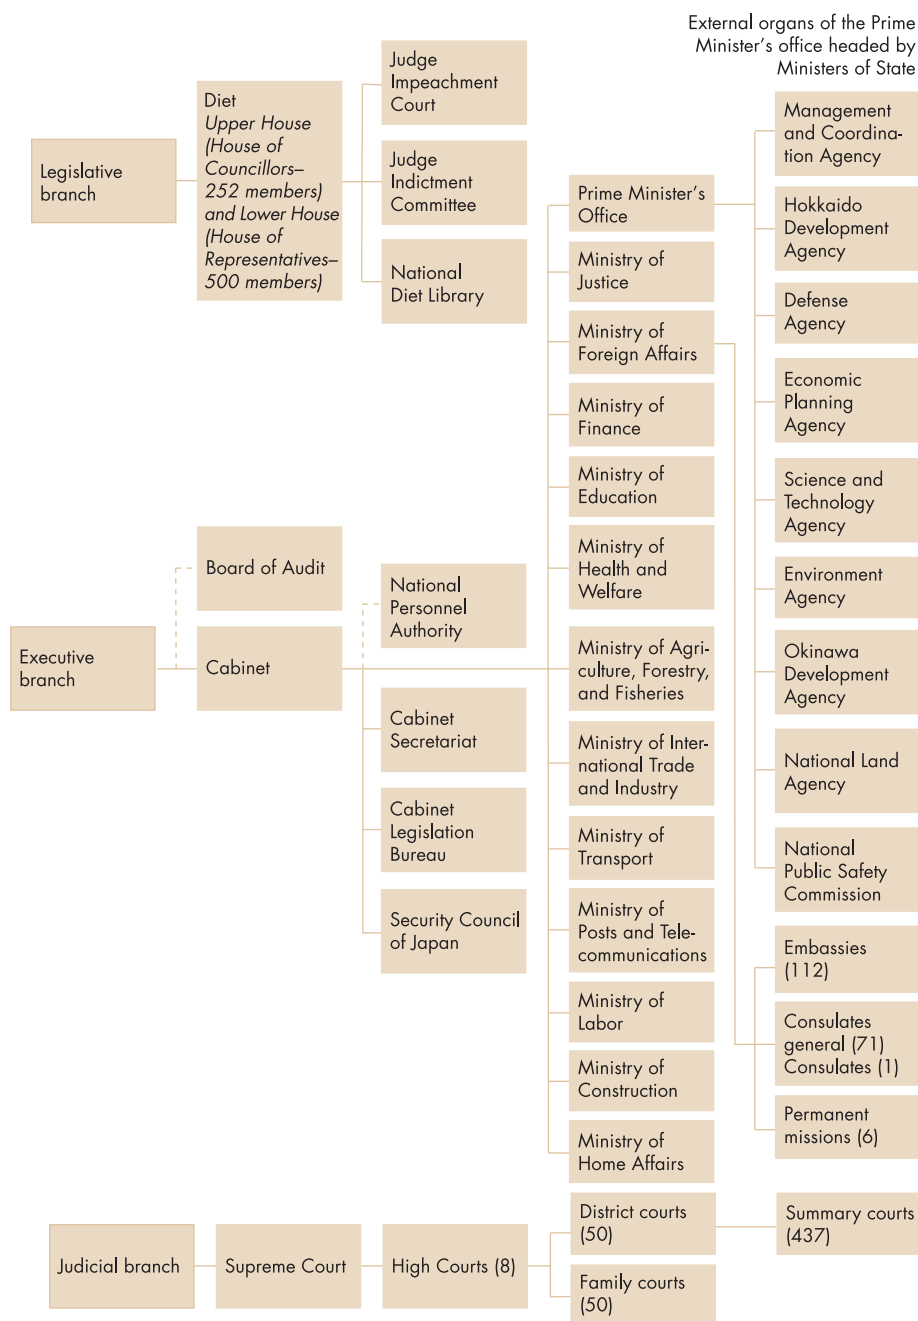 External organs of the Prime
Minister’s office headed by
Ministers of State
Legislative
branch
Diet
Upper House
(House of
Councillors–
252 members)
and Lower House
(House of
Representatives–
500 members)
Judge
Impeachment
Court
Judge
Indictment
Committee
National
Diet Library
Executive
branch
Board of Audit
Cabinet
National
Personnel
Authority
Cabinet
Secretariat
Cabinet
Legislation
Bureau
Security Council
of Japan
Prime Minister’s
Office
Ministry of
Justice
Ministry of
Foreign Affairs
Ministry of
Finance
Ministry of
Education
Ministry of
Health and
Welfare
Ministry of Agri-
culture, Forestry,
and Fisheries
Ministry of Inter-
national Trade
and Industry
Ministry of
Transport
Ministry of
Posts and Tele-
communications
Ministry of
Labor
Ministry of
Construction
Ministry of
Home Affairs
Management
and Coordina-
tion Agency
Hokkaido
Development
Agency
Defense
Agency
Economic
Planning
Agency
Science and
Technology
Agency
Environment
Agency
Okinawa
Development
Agency
National Land
Agency
National
Public Safety
Commission
Embassies
(112)
Consulates
general (71)
Consulates (1)
Permanent
missions (6)
Judicial branch
Supreme Court
High Courts (8)
District courts
(50)
Family courts
(50)
Summary courts
(437)